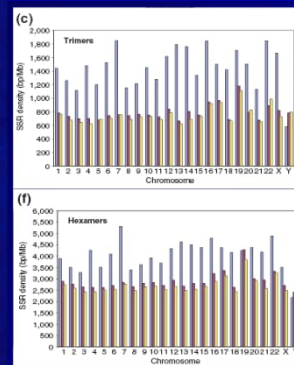 (c)
Trimers
SSR density (bp/Mb)
2,000
1,800
1,600
1,400
1,200
1,000
800
600
400
200
0
1 2 3 4 5 6 7 8 9 10 11 12 13 14 15 16 17 18 19 20 21 22 X Y
Chromosome
(f)
Hexamers
SSR density (bp/Mb)
6,000
5,500
5,000
4,500
4,000
3,500
3,000
2,500
2,000
1,500
1,000
500
0
1 2 3 4 5 6 7 8 9 10 11 12 13 14 15 16 17 18 19 20 21 22 X
Chromosome